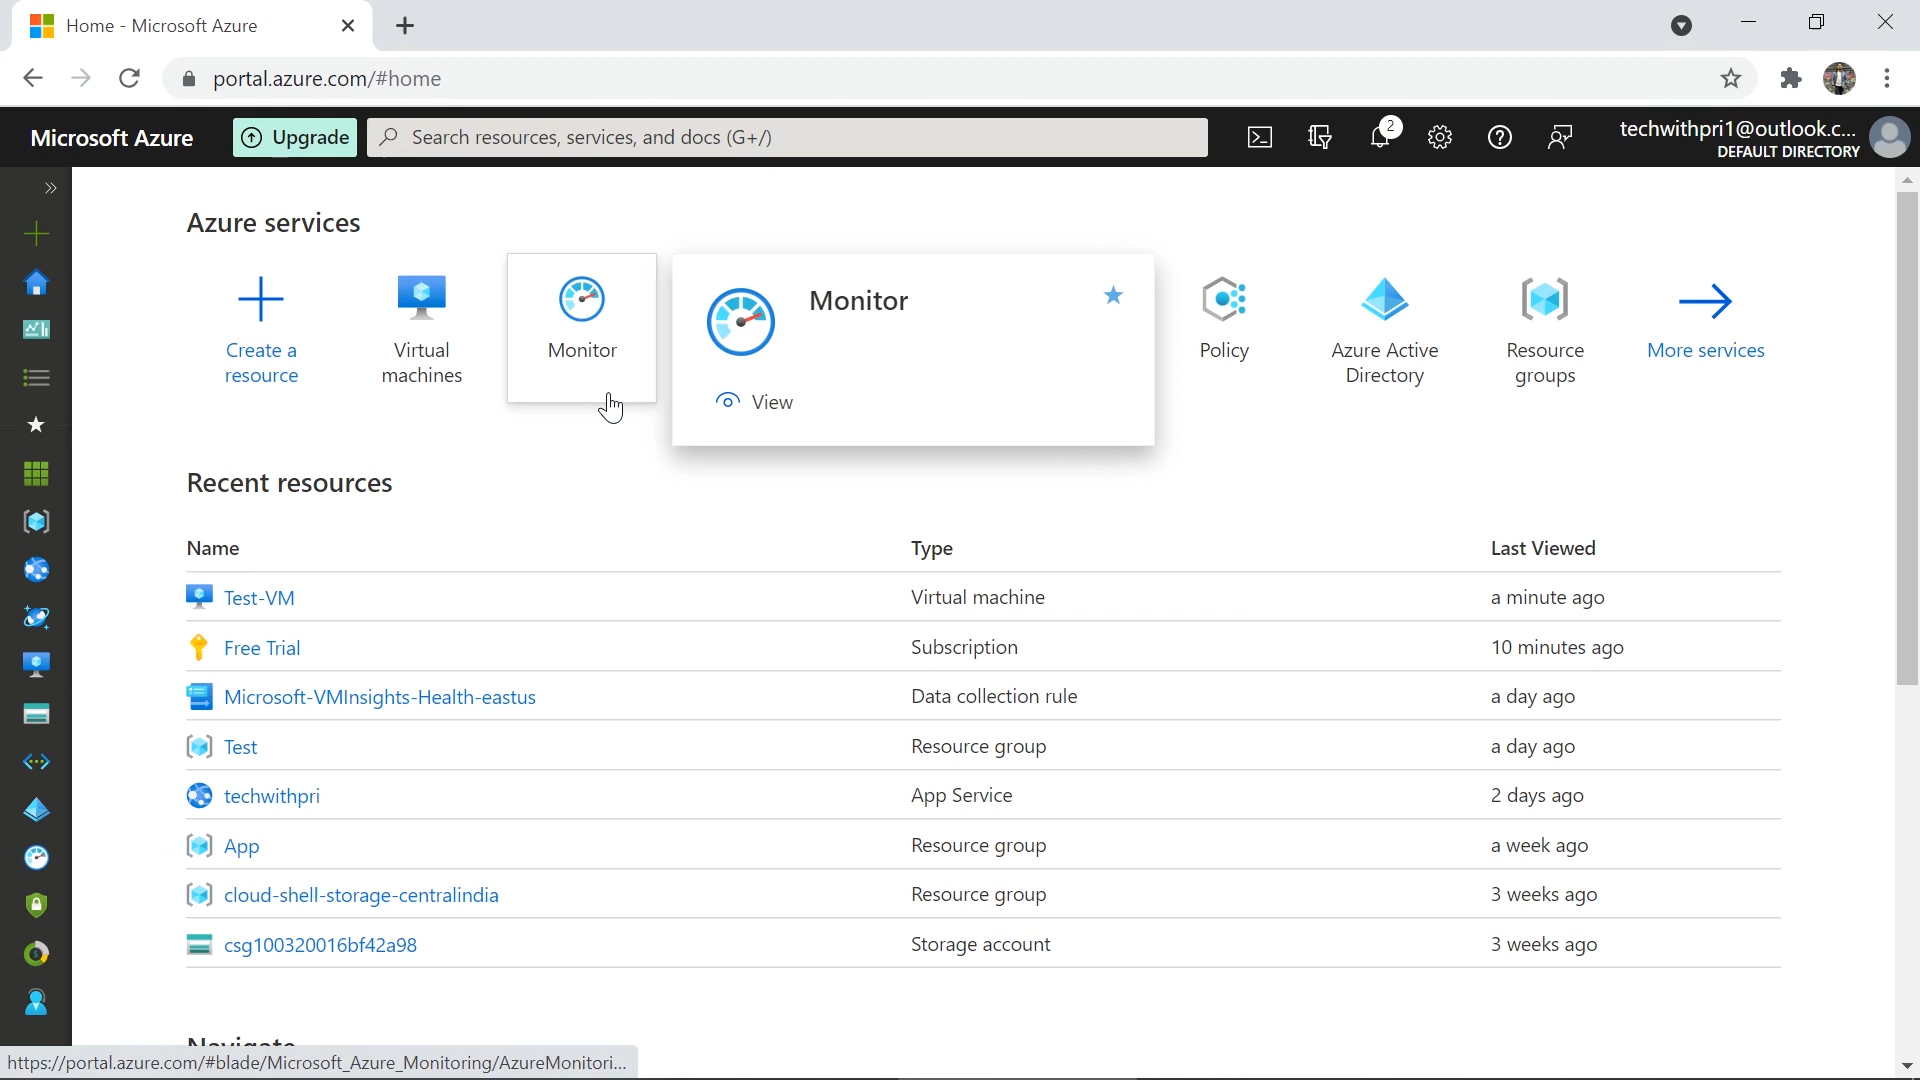 Home - Microsoft Azure
portal.azure.com/#home
Microsoft Azure
Upgrade
Search resources, services, and docs (G+/)
2
techwithpri1@outlook.c...
DEFAULT DIRECTORY
Azure services
Create a
resource
Virtual
machines
Monitor
Monitor
View
Policy
Azure Active
Directory
Resource
groups
More services
Recent resources
Name Type Last Viewed
Test-VM Virtual machine a minute ago
Free Trial Subscription 10 minutes ago
Microsoft-VMInsights-Health-eastus Data collection rule a day ago
Test Resource group a day ago
techwithpri App Service 2 days ago
App Resource group a week ago
cloud-shell-storage-centralindia Resource group 3 weeks ago
csg100320016bf42a98 Storage account 3 weeks ago
Navigate
https://portal.azure.com/#blade/Microsoft_Azure_Monitoring/AzureMonitori...